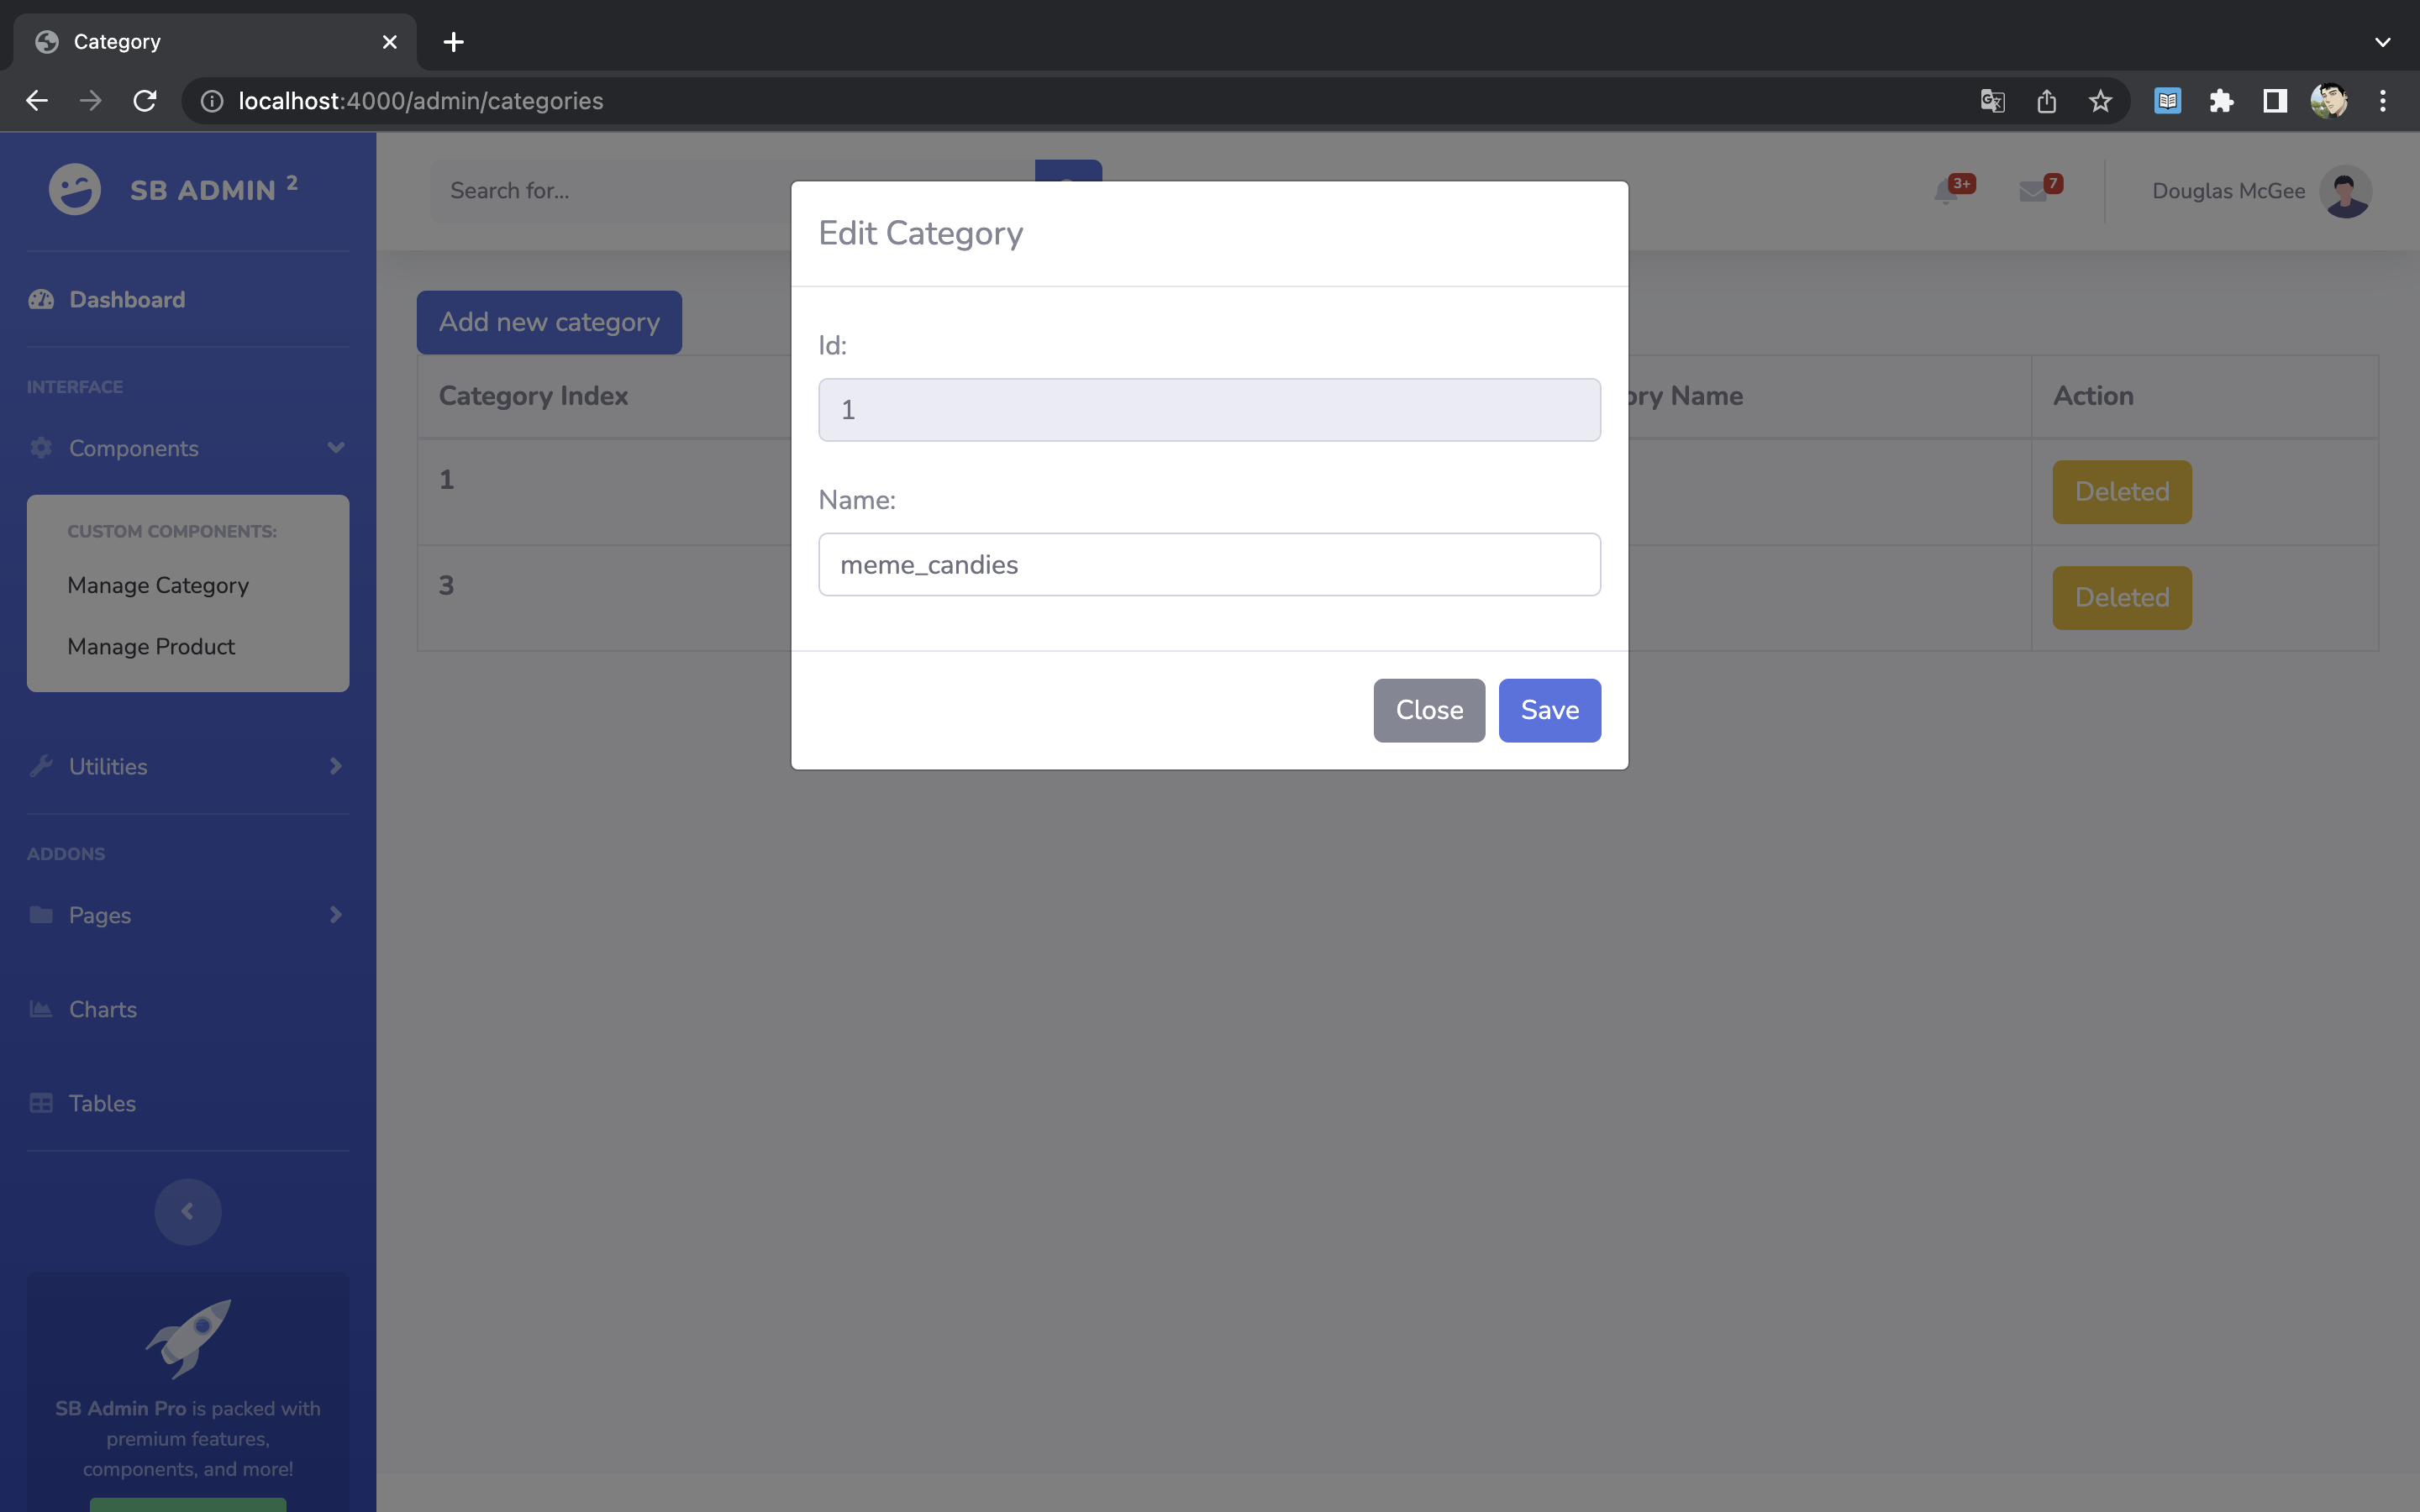 Category
localhost:4000/admin/categories
SB ADMIN 2
Search for...
3+
7
Douglas McGee
Dashboard
INTERFACE
Components
CUSTOM COMPONENTS:
Manage Category
Manage Product
Utilities
ADDONS
Pages
Charts
Tables
SB Admin Pro is packed with
premium features,
components, and more!
Add new category
Category Index
ory Name
Action
1
Deleted
3
Deleted
Edit Category
Id:
1
Name:
meme_candies
Close
Save